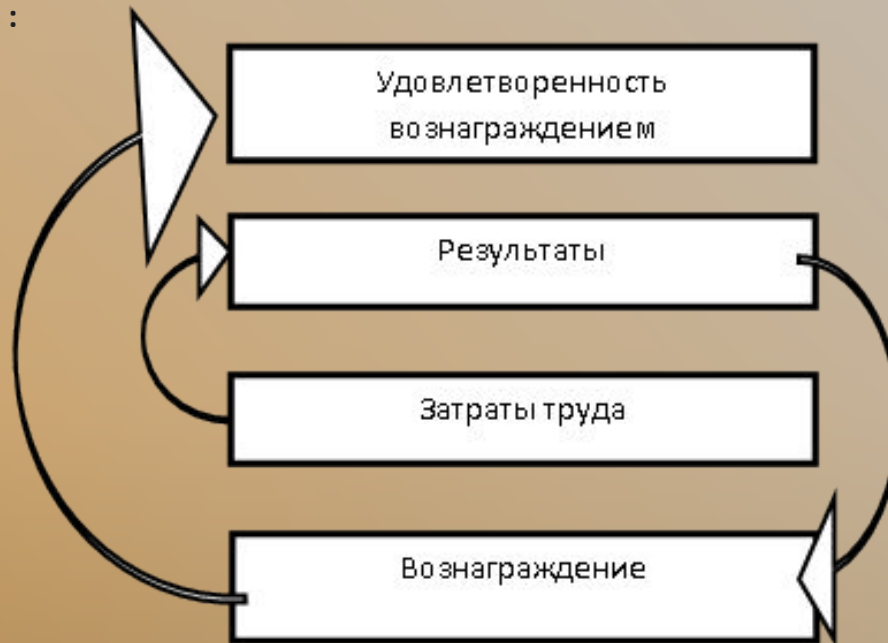 :
Удовлетворенность
вознаграждением
Результаты
Затраты труда
Вознаграждение